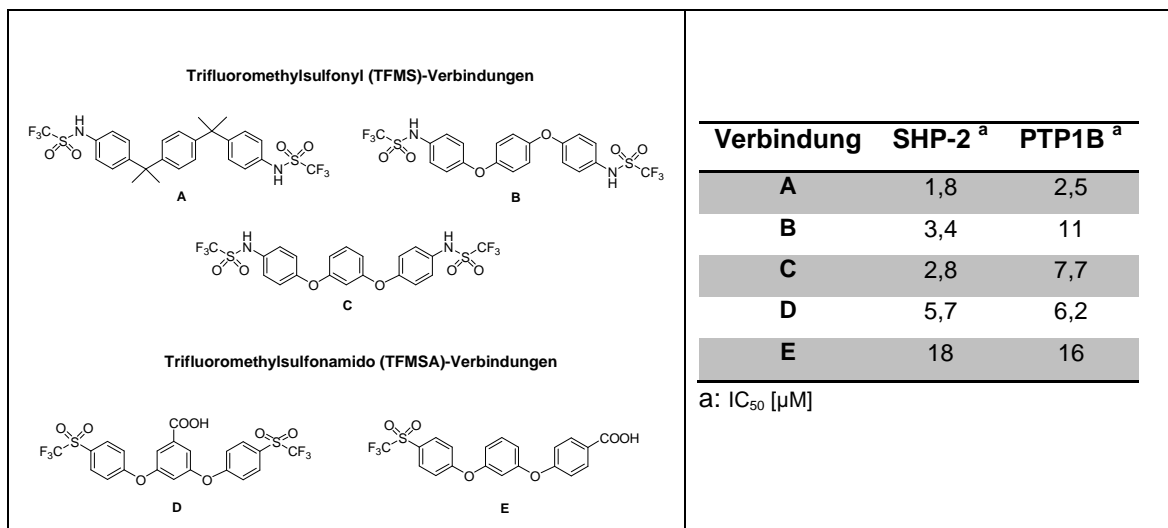 Trifluoromethylsulfonyl (TFMS)-Verbindungen
F₃C S O O H N
H N S O O CF₃
A
F₃C S O O H N
O
O
H N S O O CF₃
B
F₃C S O O H N
O
O
H N S O O CF₃
C
Trifluoromethylsulfonamido (TFMSA)-Verbindungen
F₃C S O O
O
COOH
O
O O S CF₃
D
F₃C S O O
O
O
COOH
E
Verbindung SHP-2 ᵃ PTP1B ᵃ
A 1,8 2,5
B 3,4 11
C 2,8 7,7
D 5,7 6,2
E 18 16
a: IC₅₀ [µM]